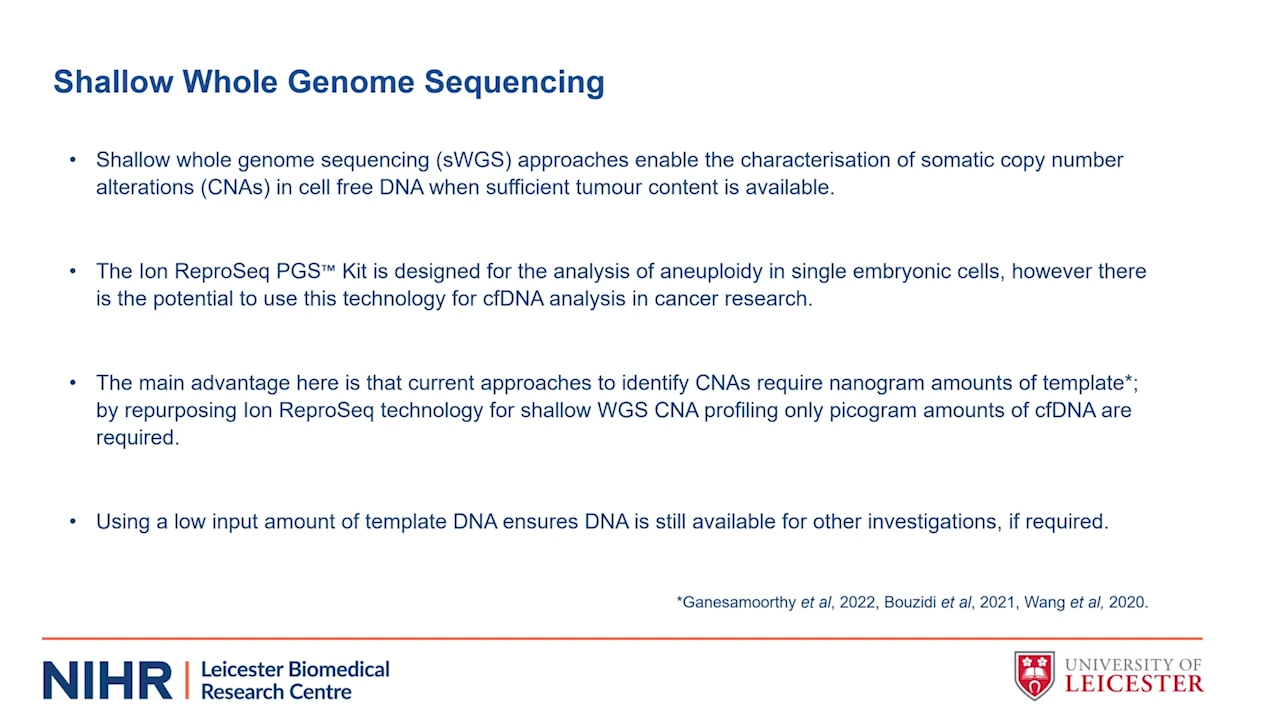 Shallow Whole Genome Sequencing
• Shallow whole genome sequencing (sWGS) approaches enable the characterisation of somatic copy number
alterations (CNAs) in cell free DNA when sufficient tumour content is available.
• The Ion ReproSeq PGS™ Kit is designed for the analysis of aneuploidy in single embryonic cells, however there
is the potential to use this technology for cfDNA analysis in cancer research.
• The main advantage here is that current approaches to identify CNAs require nanogram amounts of template*;
by repurposing Ion ReproSeq technology for shallow WGS CNA profiling only picogram amounts of cfDNA are
required.
• Using a low input amount of template DNA ensures DNA is still available for other investigations, if required.
*Ganesamoorthy et al, 2022, Bouzidi et al, 2021, Wang et al, 2020.
NIHR | Leicester Biomedical
Research Centre
UNIVERSITY OF
LEICESTER